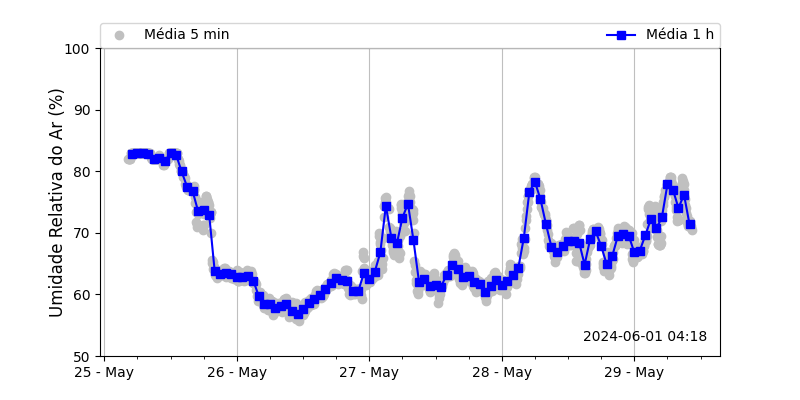 Média 5 min
Média 1 h
100
90
80
70
60
50
Umidade Relativa do Ar (%)
2024-06-01 04:18
25 - May
26 - May
27 - May
28 - May
29 - May